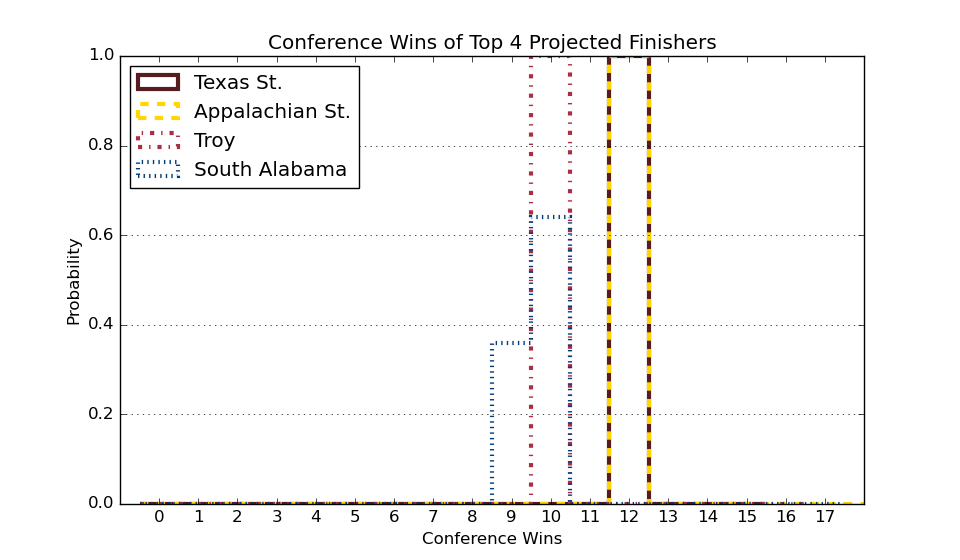 Conference Wins of Top 4 Projected Finishers
1.0
Texas St.
Appalachian St.
Troy
South Alabama
0.8
0.6
0.4
0.2
0.0
Probability
0 1 2 3 4 5 6 7 8 9 10 11 12 13 14 15 16 17
Conference Wins